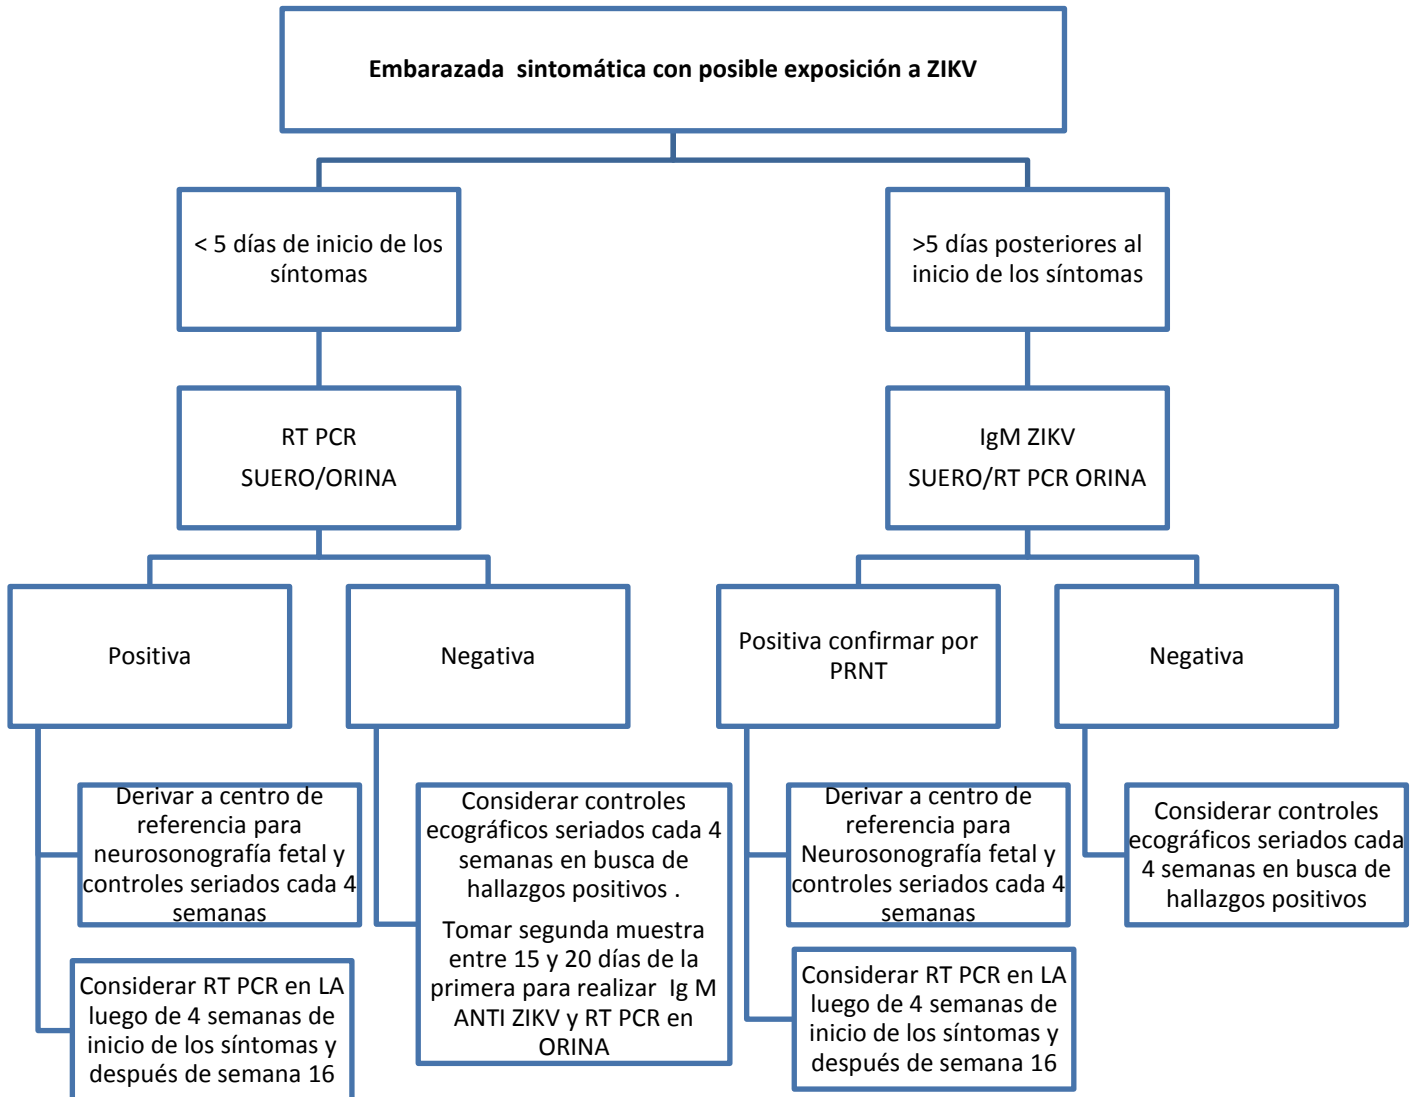 Embarazada  sintomática con posible exposición a ZIKV
< 5 días de inicio de los
síntomas
>5 días posteriores al
inicio de los síntomas
RT PCR
SUERO/ORINA
IgM ZIKV
SUERO/RT PCR ORINA
Positiva
Negativa
Positiva confirmar por
PRNT
Negativa
Derivar a centro de
referencia para
neurosonografía fetal y
controles seriados cada 4
semanas
Considerar RT PCR en LA
luego de 4 semanas de
inicio de los síntomas y
después de semana 16
Considerar controles
ecográficos seriados cada 4
semanas en busca de
hallazgos positivos .
Tomar segunda muestra
entre 15 y 20 días de la
primera para realizar  Ig M
ANTI ZIKV y RT PCR en
ORINA
Derivar a centro de
referencia para
Neurosonografía fetal y
controles seriados cada 4
semanas
Considerar RT PCR en LA
luego de 4 semanas de
inicio de los síntomas y
después de semana 16
Considerar controles
ecográficos seriados cada
4 semanas en busca de
hallazgos positivos